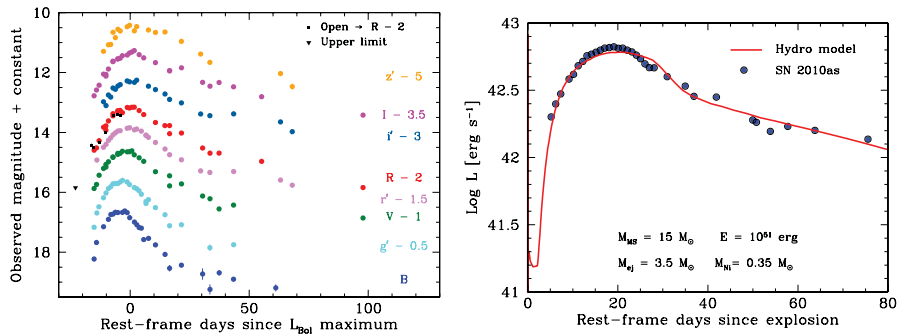 Open → R - 2
Upper limit
z' - 5
I - 3.5
i' - 3
R - 2
r' - 1.5
V - 1
g' - 0.5
B
10
12
14
16
18
Observed magnitude + constant
0
50
100
Rest-frame days since L_Bol maximum
43
42.5
42
41.5
41
Log L [erg s⁻¹]
Hydro model
SN 2010as
M_MS = 15 M_⊙ E = 10⁵¹ erg
M_ej = 3.5 M_⊙ M_Ni = 0.35 M_⊙
0
20
40
60
80
Rest-frame days since explosion